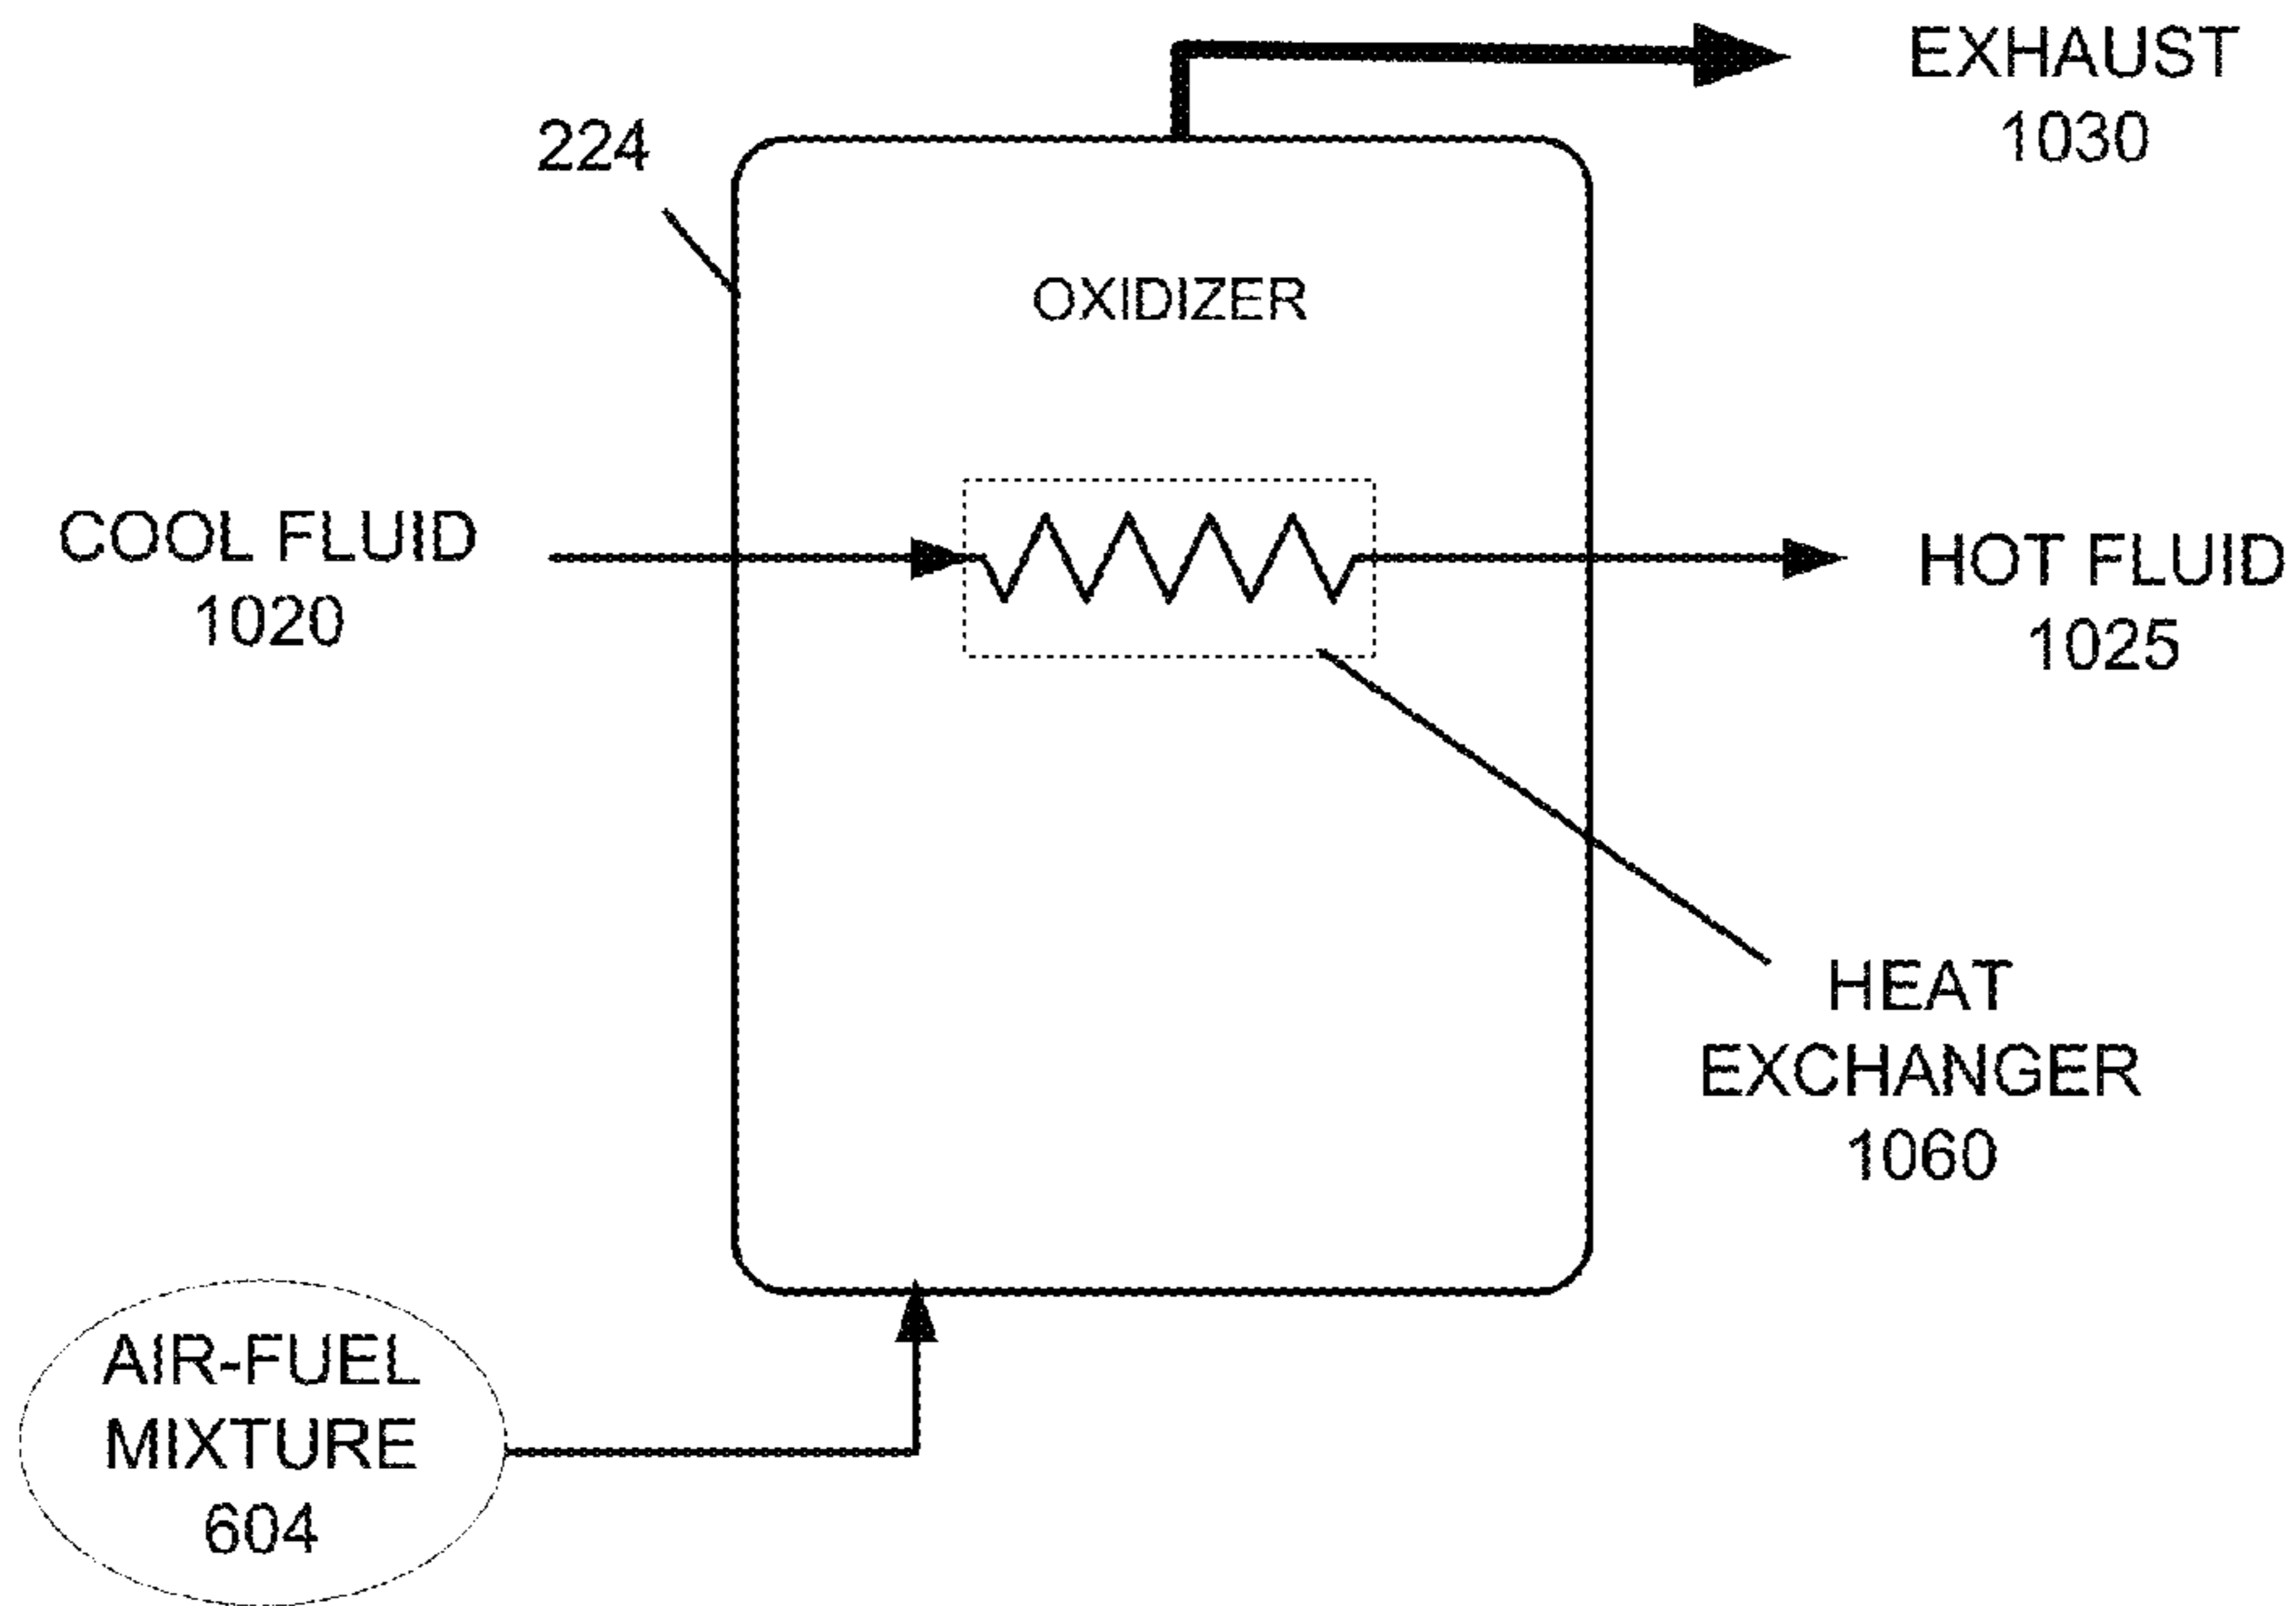 EXHAUST
1030
224
OXIDIZER
COOL FLUID
1020
HOT FLUID
1025
HEAT
EXCHANGER
1060
AIR-FUEL
MIXTURE
604